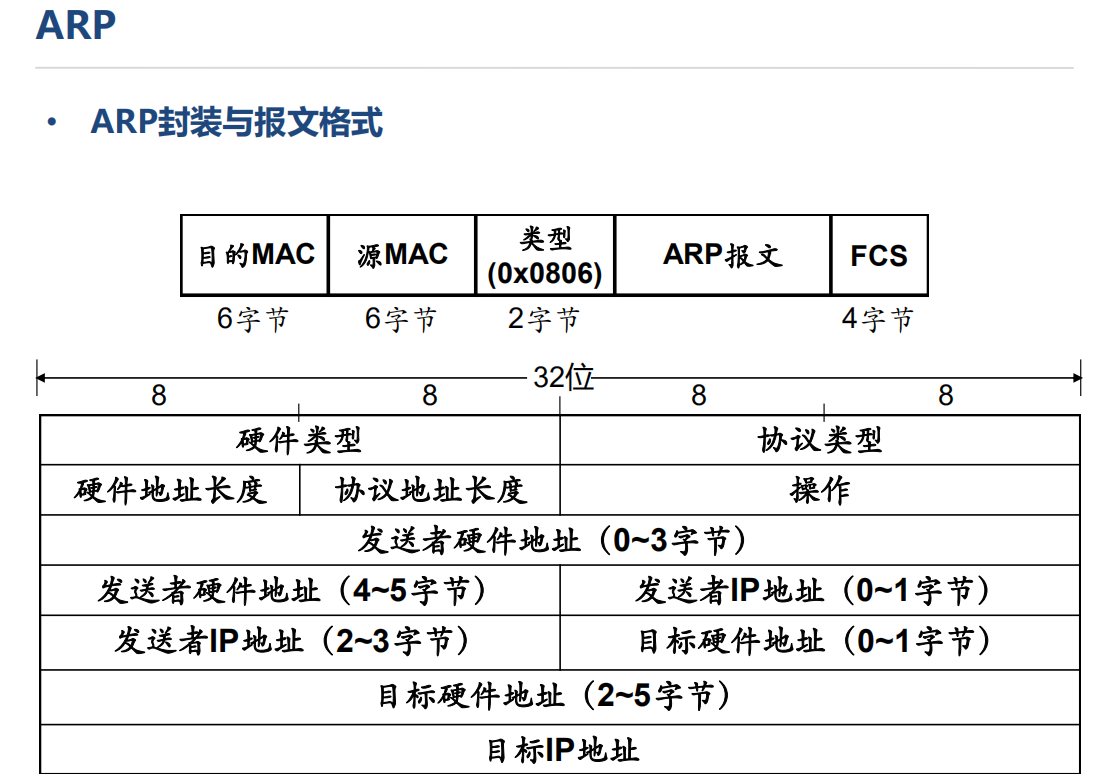 ARP
• ARP封装与报文格式
目的MAC 源MAC 类型 (0x0806) ARP报文 FCS
6字节 6字节 2字节 4字节
32位
8 8 8 8
硬件类型 协议类型
硬件地址长度 协议地址长度 操作
发送者硬件地址（0~3字节）
发送者硬件地址（4~5字节） 发送者IP地址（0~1字节）
发送者IP地址（2~3字节） 目标硬件地址（0~1字节）
目标硬件地址（2~5字节）
目标IP地址